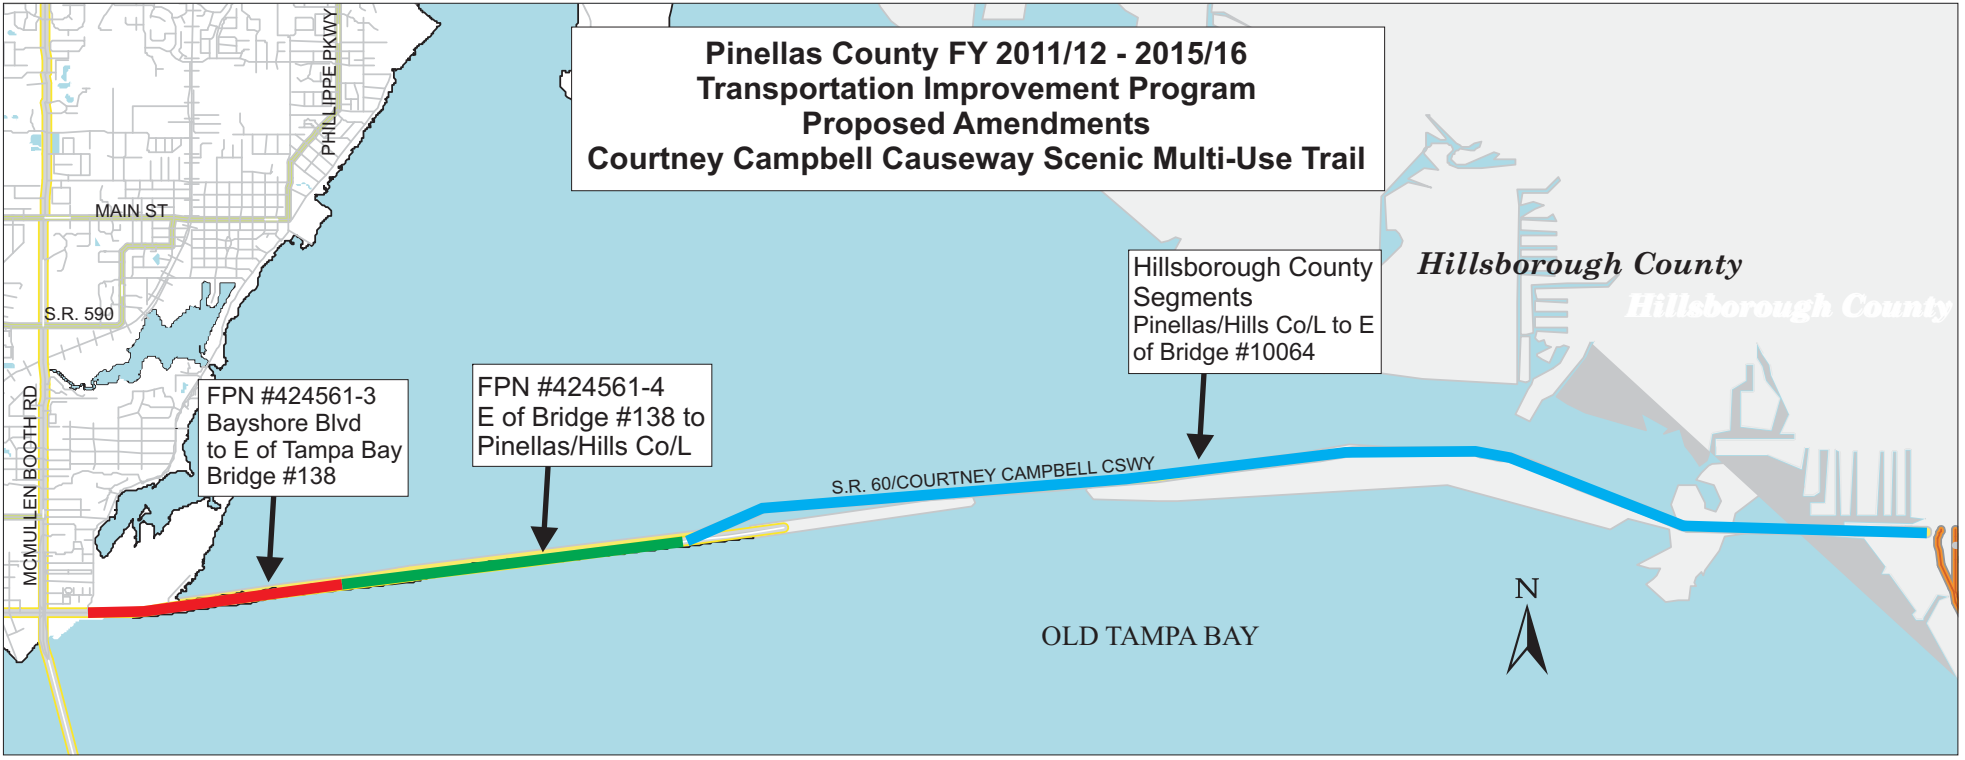 Pinellas County FY 2011/12 - 2015/16
Transportation Improvement Program
Proposed Amendments
Courtney Campbell Causeway Scenic Multi-Use Trail
PHILLIPPE PKWY
MAIN ST
S.R. 590
MCMULLEN BOOTH RD
FPN #424561-3
Bayshore Blvd
to E of Tampa Bay
Bridge #138
FPN #424561-4
E of Bridge #138 to
Pinellas/Hills Co/L
Hillsborough County
Segments
Pinellas/Hills Co/L to E
of Bridge #10064
Hillsborough County
Hillsborough County
S.R. 60/COURTNEY CAMPBELL CSWY
OLD TAMPA BAY
N